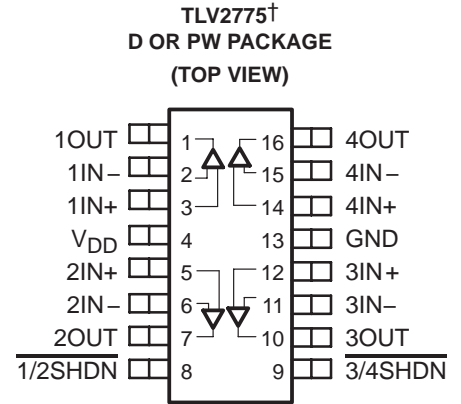 TLV2775†
D OR PW PACKAGE
(TOP VIEW)
1OUT 1 16 4OUT
1IN− 2 15 4IN−
1IN+ 3 14 4IN+
VDD 4 13 GND
2IN+ 5 12 3IN+
2IN− 6 11 3IN−
2OUT 7 10 3OUT
1/2SHDN 8 9 3/4SHDN